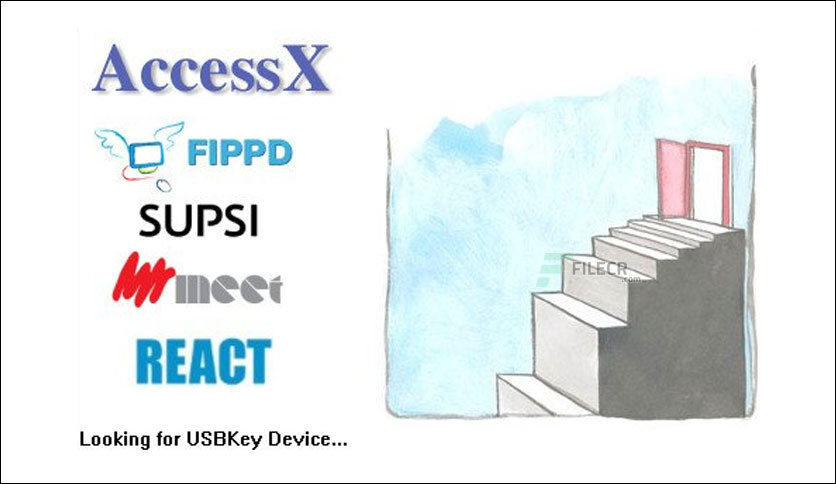 AccessX
FIPPD
SUPSI
meet
REACT
Looking for USBKey Device...
FILECR
.com